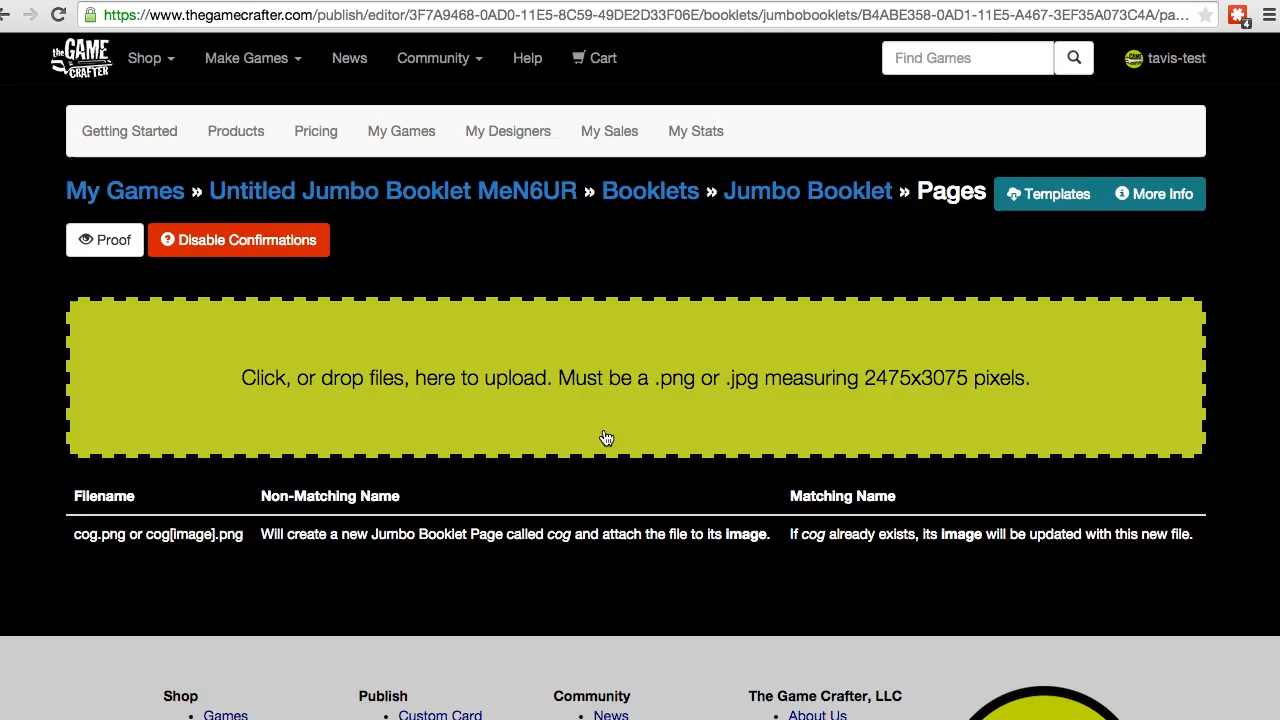 https://www.thegamecrafter.com/publish/editor/3F7A9468-0AD0-11E5-8C59-49DE2D33F06E/booklets/jumbobooklets/B4ABE358-0AD1-11E5-A467-3EF35A073C4A/pa...
4
the GAME CRAFTER
Shop Make Games News Community Help Cart Find Games tavis-test
Getting Started Products Pricing My Games My Designers My Sales My Stats
My Games » Untitled Jumbo Booklet MeN6UR » Booklets » Jumbo Booklet » Pages Templates More Info
Proof Disable Confirmations
Click, or drop files, here to upload. Must be a .png or .jpg measuring 2475x3075 pixels.
Filename Non-Matching Name Matching Name
cog.png or cog[image].png Will create a new Jumbo Booklet Page called cog and attach the file to its Image. If cog already exists, its Image will be updated with this new file.
Shop Publish Community The Game Crafter, LLC
• Games • Custom Card • News • About Us